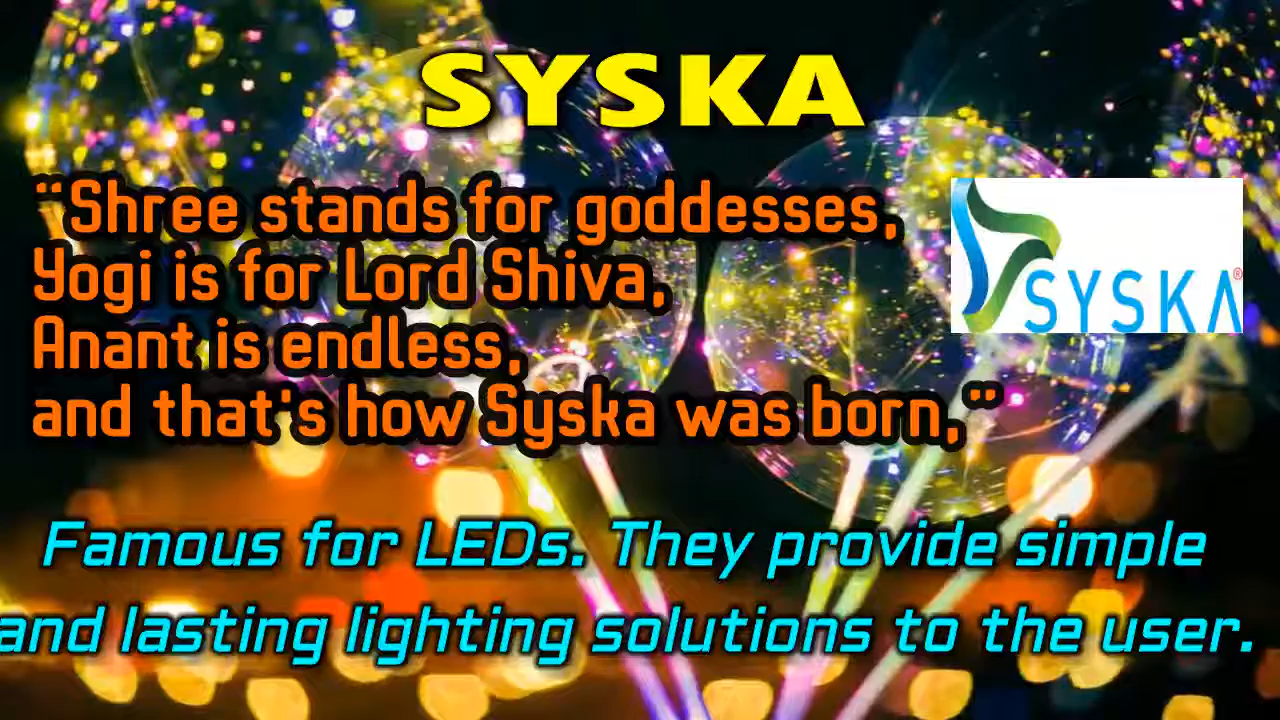 SYSKA
“Shree stands for goddesses,
Yogi is for Lord Shiva,
Anant is endless,
and that's how Syska was born,”
SYSKA®
Famous for LEDs. They provide simple
and lasting lighting solutions to the user.